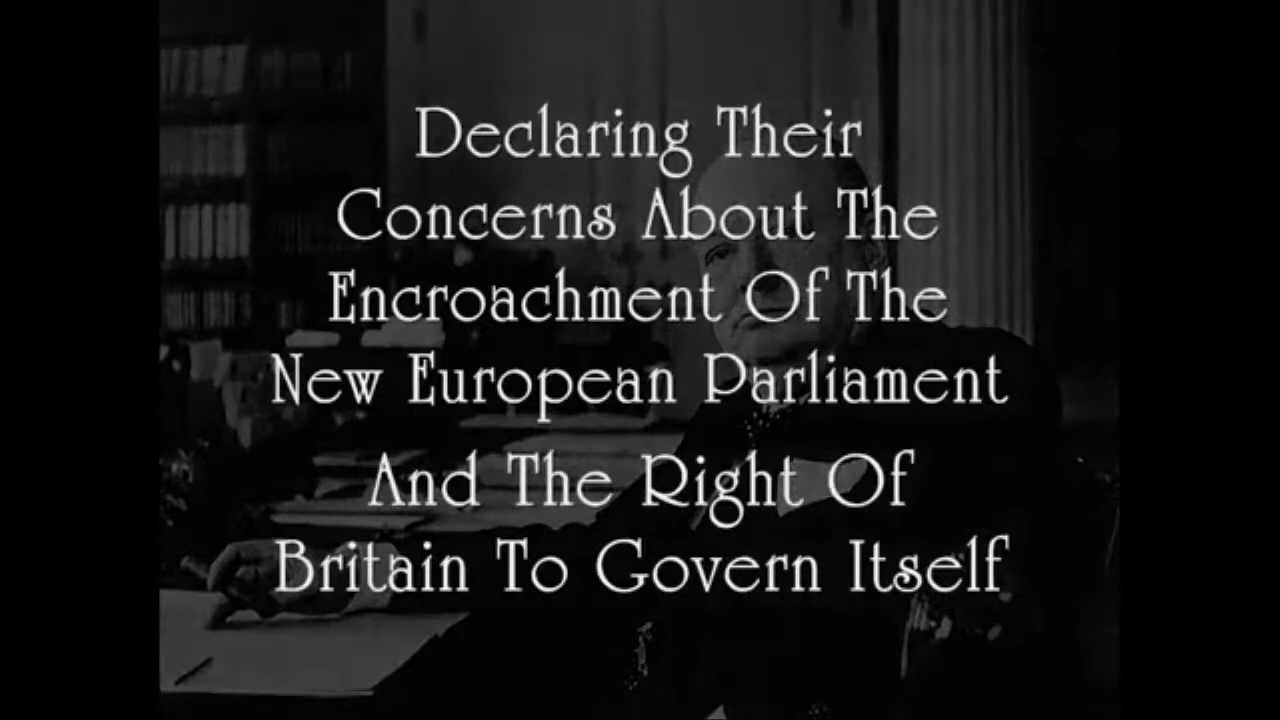 Declaring Their
Concerns About The
Encroachment Of The
New European Parliament
And The Right Of
Britain To Govern Itself